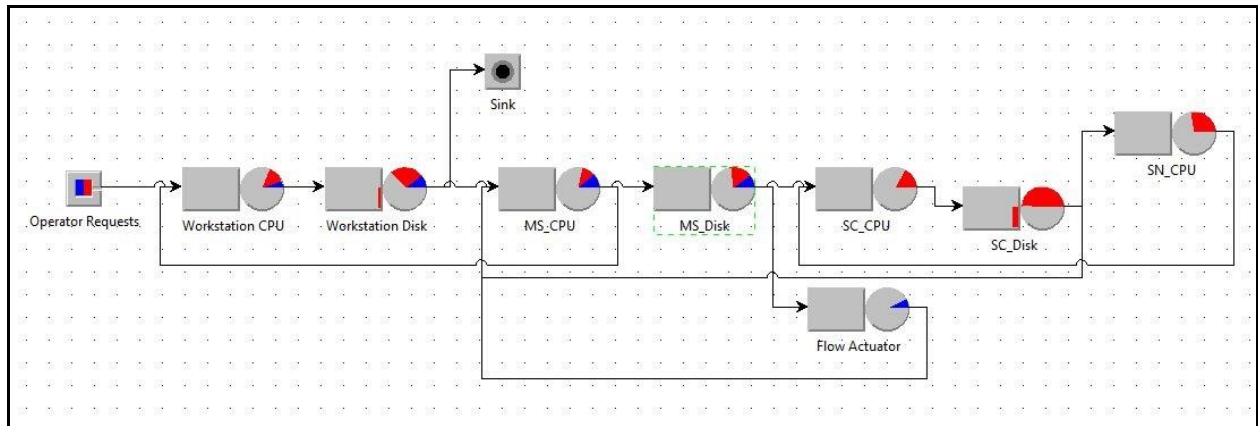 Sink
SN_CPU
Operator Requests
Workstation CPU
Workstation Disk
MS_CPU
MS_Disk
SC_CPU
SC_Disk
Flow Actuator